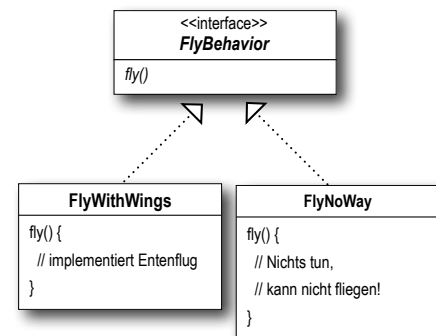 <<interface>>
FlyBehavior
fly()
FlyWithWings
fly() {
// implementiert Entenflug
}
FlyNoWay
fly() {
// Nichts tun,
// kann nicht fliegen!
}